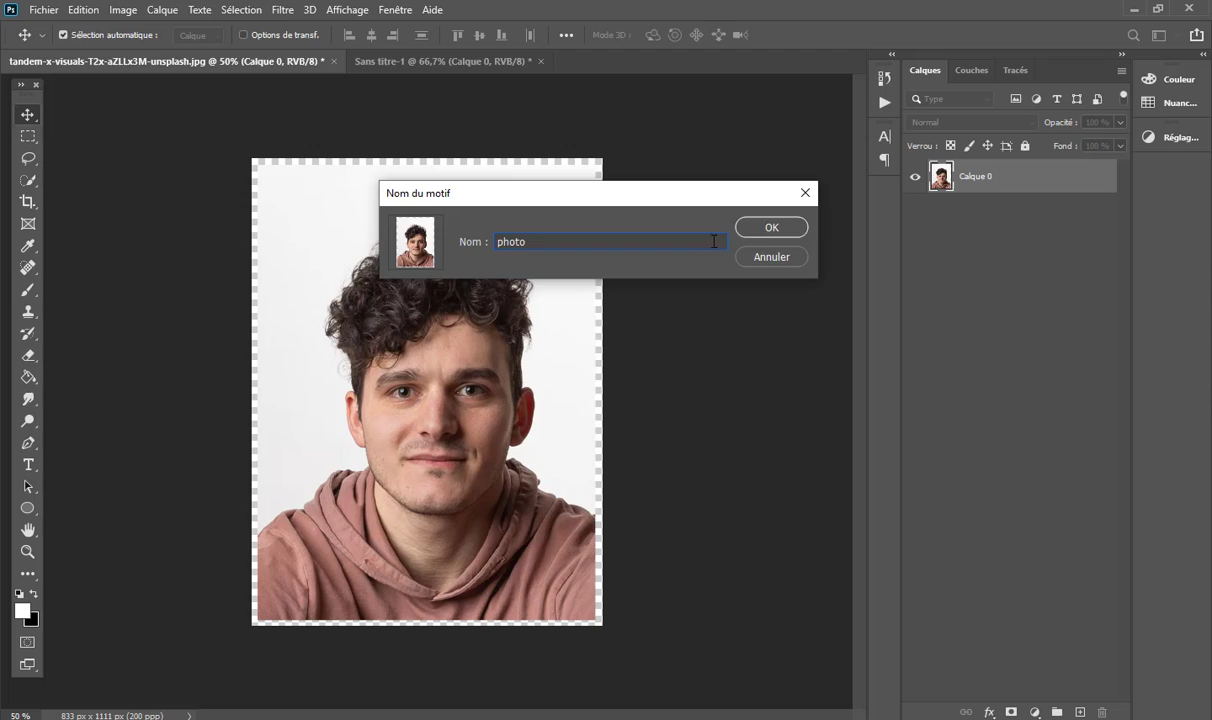 Ps Fichier Edition Image Calque Texte Sélection Filtre 3D Affichage Fenêtre Aide
Sélection automatique : Calque Options de transf. Mode 3D :
tandem-x-visuals-T2x-aZLLx3M-unsplash.jpg @ 50% (Calque 0, RVB/8) * × Sans titre-1 @ 66,7% (Calque 0, RVB/8) * ×
Calques Couches Tracés
Couleur
Type
Nuanc...
Normal Opacité : 100 %
Réglag...
Verrou : Fond : 100 %
Calque 0
Nom du motif
OK
Nom : photo
Annuler
50 % 833 px x 1111 px (200 ppp)